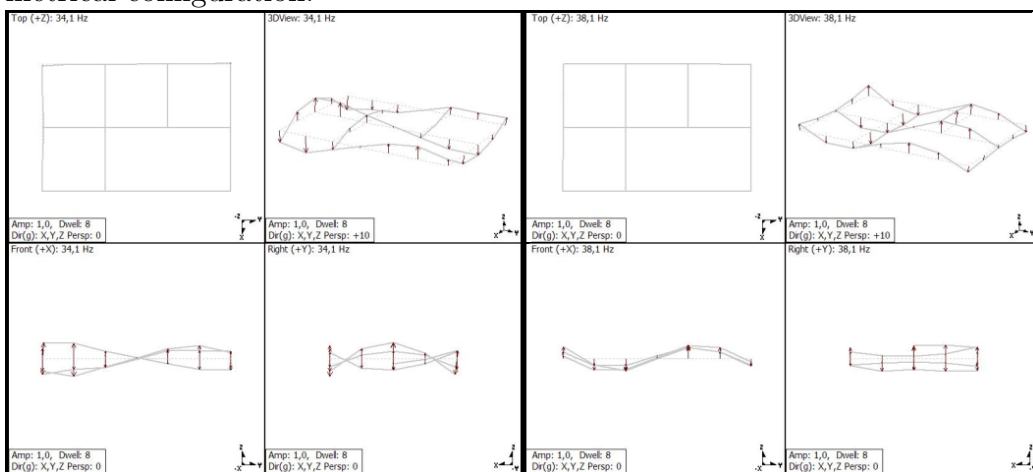 metrical configuration.
Top (+Z): 34,1 Hz
3DView: 34,1 Hz
Top (+Z): 38,1 Hz
3DView: 38,1 Hz
-Z
Y
X
Z
X
Y
-Z
Y
X
Z
X
Y
Amp: 1,0, Dwell: 8
Dir(g): X,Y,Z Persp: 0
Amp: 1,0, Dwell: 8
Dir(g): X,Y,Z Persp: +10
Amp: 1,0, Dwell: 8
Dir(g): X,Y,Z Persp: 0
Amp: 1,0, Dwell: 8
Dir(g): X,Y,Z Persp: +10
Front (+X): 34,1 Hz
Right (+Y): 34,1 Hz
Front (+X): 38,1 Hz
Right (+Y): 38,1 Hz
Z
-X
Y
Z
X
Y
Z
-X
Y
Z
X
Y
Amp: 1,0, Dwell: 8
Dir(g): X,Y,Z Persp: 0
Amp: 1,0, Dwell: 8
Dir(g): X,Y,Z Persp: 0
Amp: 1,0, Dwell: 8
Dir(g): X,Y,Z Persp: 0
Amp: 1,0, Dwell: 8
Dir(g): X,Y,Z Persp: 0